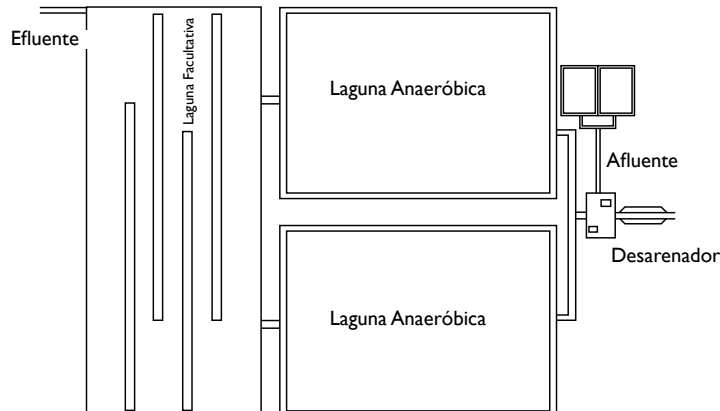 Efluente
Laguna Facultativa
Laguna Anaeróbica
Afluente
Desarenador
Laguna Anaeróbica